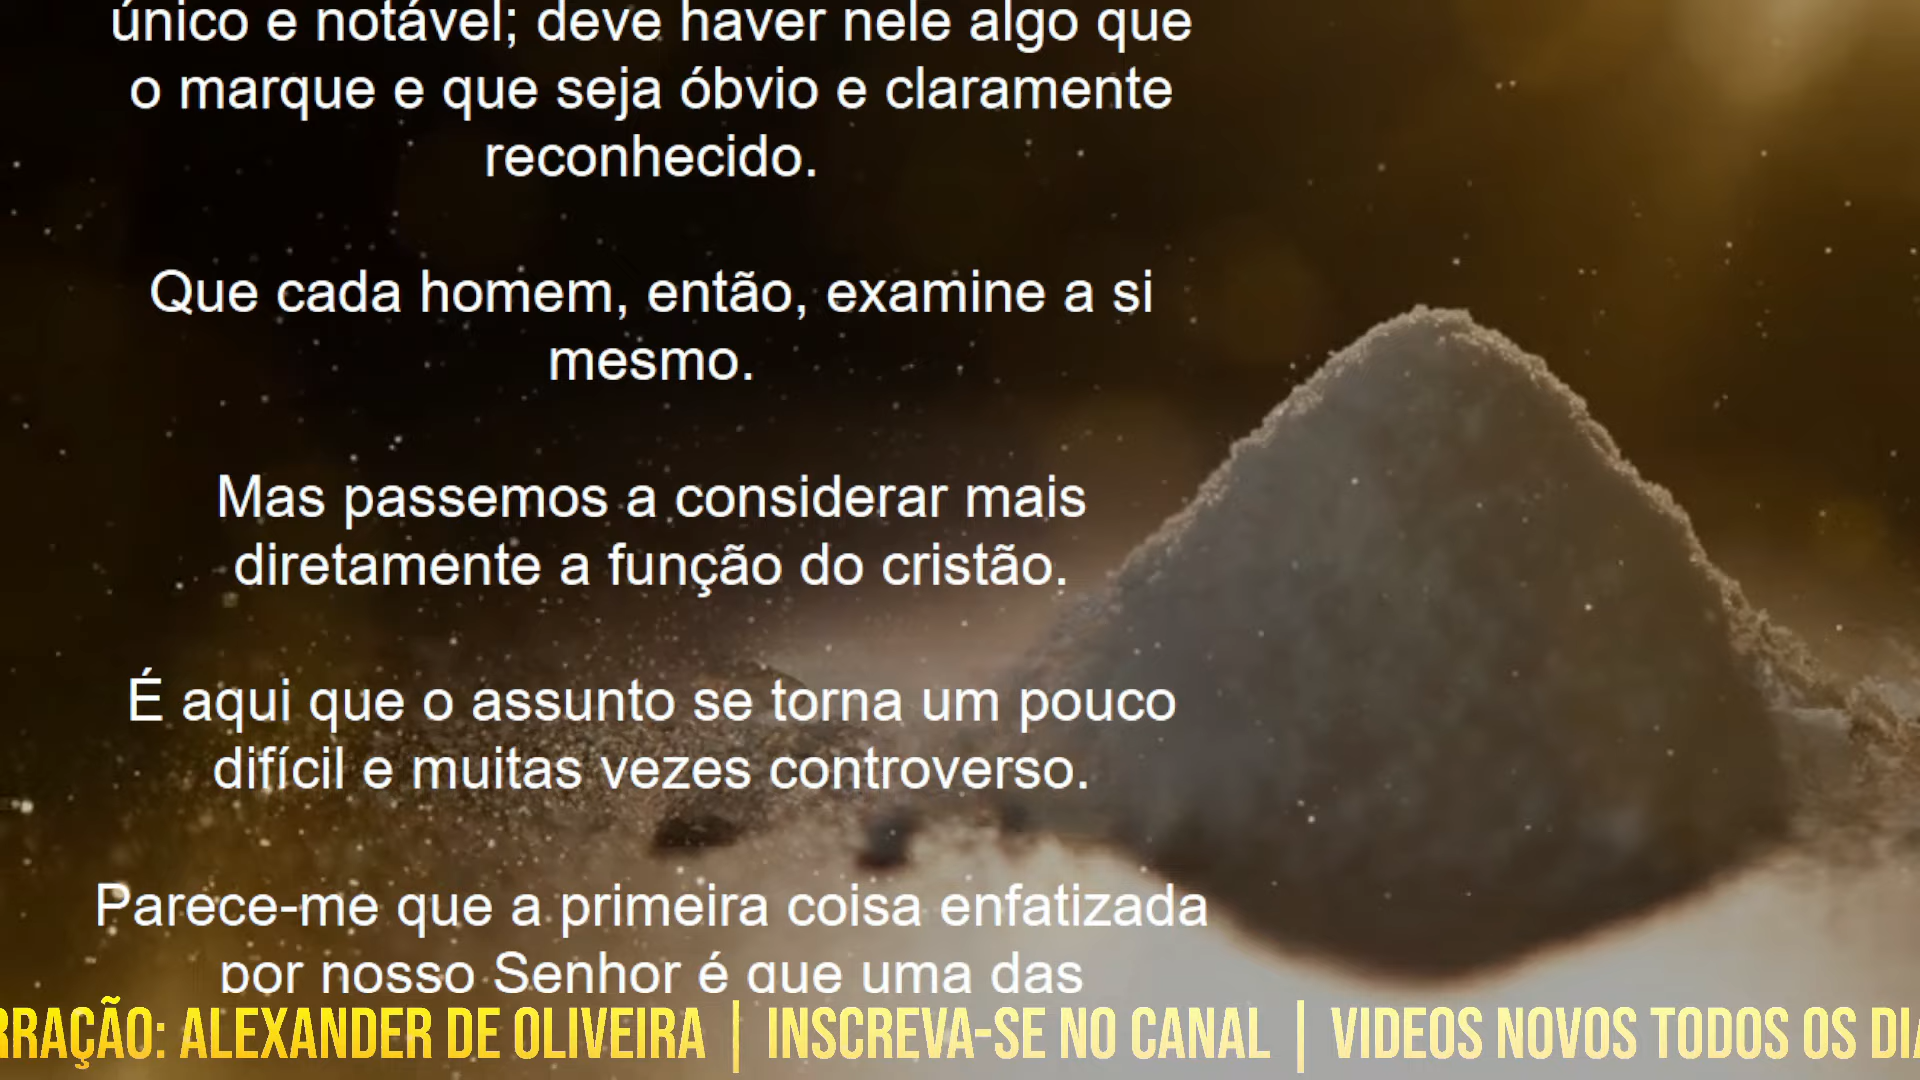 único e notável; deve haver nele algo que
o marque e que seja óbvio e claramente
reconhecido.
Que cada homem, então, examine a si
mesmo.
Mas passemos a considerar mais
diretamente a função do cristão.
É aqui que o assunto se torna um pouco
difícil e muitas vezes controverso.
Parece-me que a primeira coisa enfatizada
por nosso Senhor é que uma das
RRAÇÃO: ALEXANDER DE OLIVEIRA | INSCREVA-SE NO CANAL | VIDEOS NOVOS TODOS OS DIA